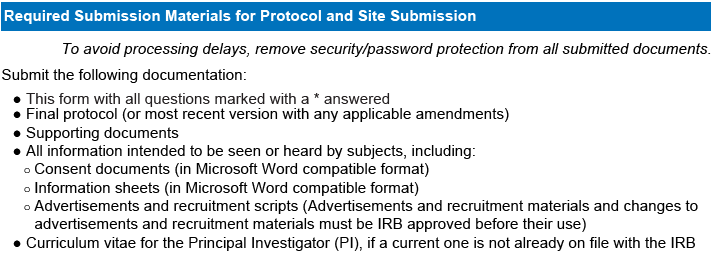 Required Submission Materials for Protocol and Site Submission
To avoid processing delays, remove security/password protection from all submitted documents.
Submit the following documentation:
● This form with all questions marked with a * answered
● Final protocol (or most recent version with any applicable amendments)
● Supporting documents
● All information intended to be seen or heard by subjects, including:
○ Consent documents (in Microsoft Word compatible format)
○ Information sheets (in Microsoft Word compatible format)
○ Advertisements and recruitment scripts (Advertisements and recruitment materials and changes to
advertisements and recruitment materials must be IRB approved before their use)
● Curriculum vitae for the Principal Investigator (PI), if a current one is not already on file with the IRB